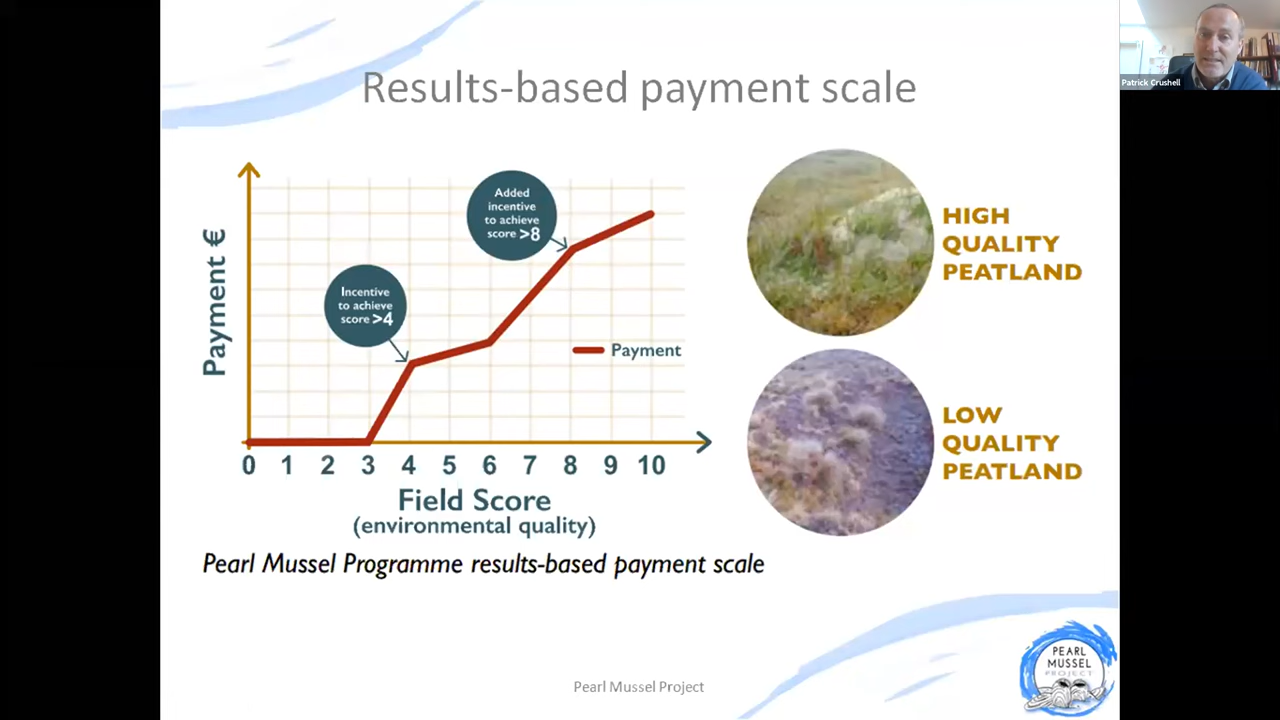 Patrick Crushell
Results-based payment scale
Payment €
Added
incentive
to achieve
score >8
Incentive
to achieve
score >4
Payment
0 1 2 3 4 5 6 7 8 9 10
Field Score
(environmental quality)
HIGH
QUALITY
PEATLAND
LOW
QUALITY
PEATLAND
Pearl Mussel Programme results-based payment scale
Pearl Mussel Project
PEARL
MUSSEL
PROJECT